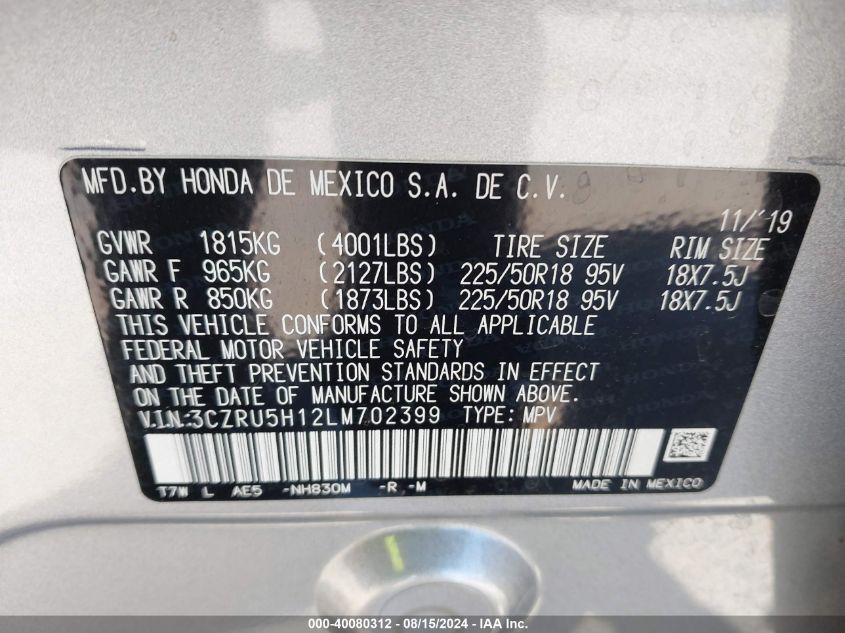 MFD.BY HONDA DE MEXICO S.A. DE C.V.
11/'19
GVWR 1815KG (4001LBS) TIRE SIZE RIM SIZE
GAWR F 965KG (2127LBS) 225/50R18 95V 18X7.5J
GAWR R 850KG (1873LBS) 225/50R18 95V 18X7.5J
THIS VEHICLE CONFORMS TO ALL APPLICABLE
FEDERAL MOTOR VEHICLE SAFETY
AND THEFT PREVENTION STANDARDS IN EFFECT
ON THE DATE OF MANUFACTURE SHOWN ABOVE.
V.I.N:3CZRU5H12LM702399 TYPE: MPV
T7W L AE5 -NH830M -R -M MADE IN MEXICO
000-40080312 - 08/15/2024 - IAA, Inc.